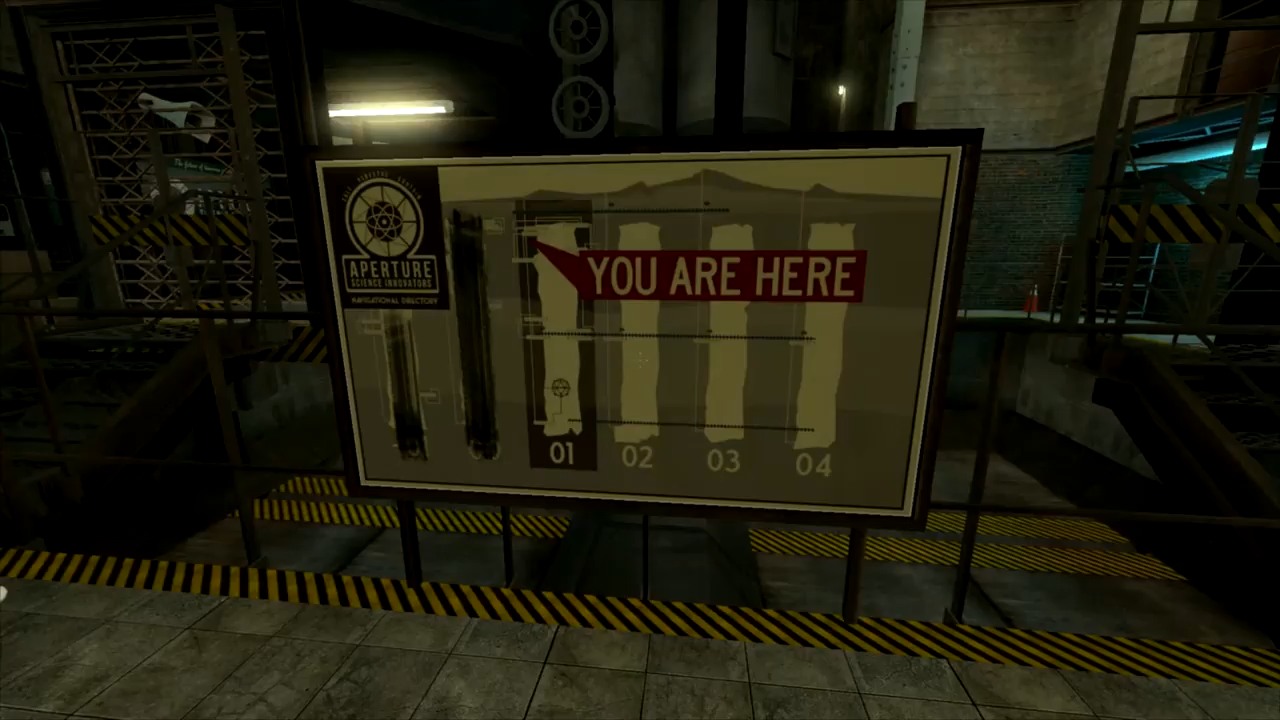 APERTURE
SCIENCE INNOVATORS
NAVIGATIONAL DIRECTORY
YOU ARE HERE
01
02
03
04